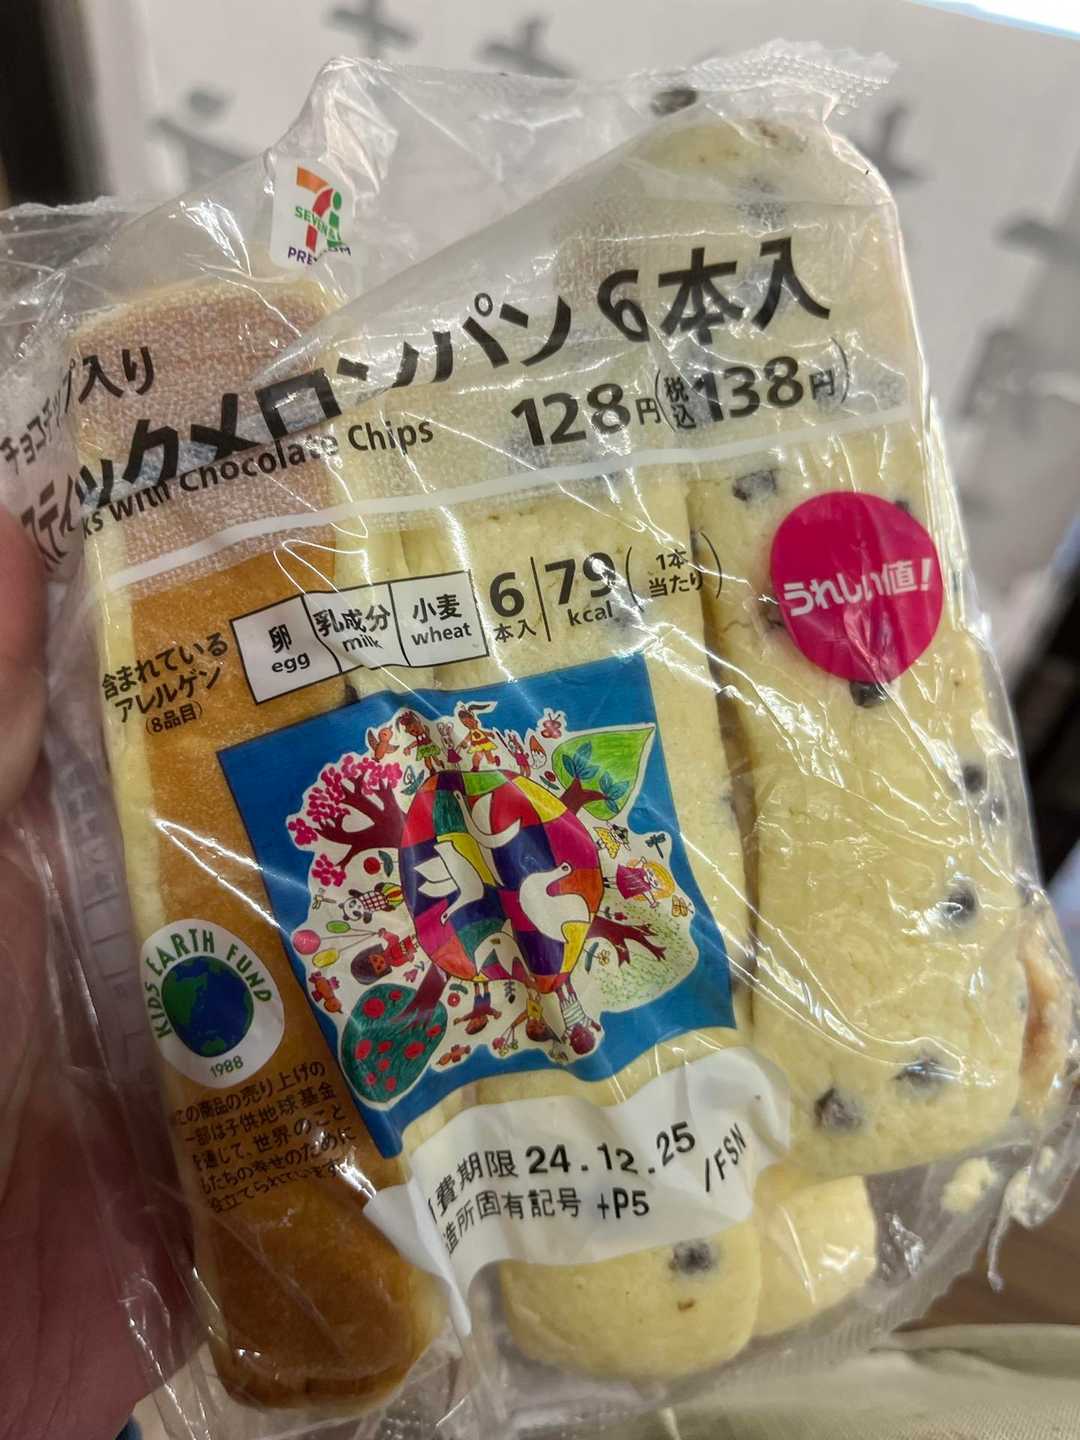 7i
SEVEN&i
PREMIUM
チョコチップ入り
スティックメロンパン 6本入
ks with Chocolate Chips
128円(税込138円)
うれしい値!
含まれている
アレルゲン
(8品目)
卵
egg
乳成分
milk
小麦
wheat
6
本入
79
kcal
(1本
当たり)
KIDS EARTH FUND
1988
この商品の売り上げの
一部は子供地球基金
を通じて、世界のこと
もたちの幸せのために
役立てられています
費期限 24.12.25
/FSN
造所固有記号 +P5